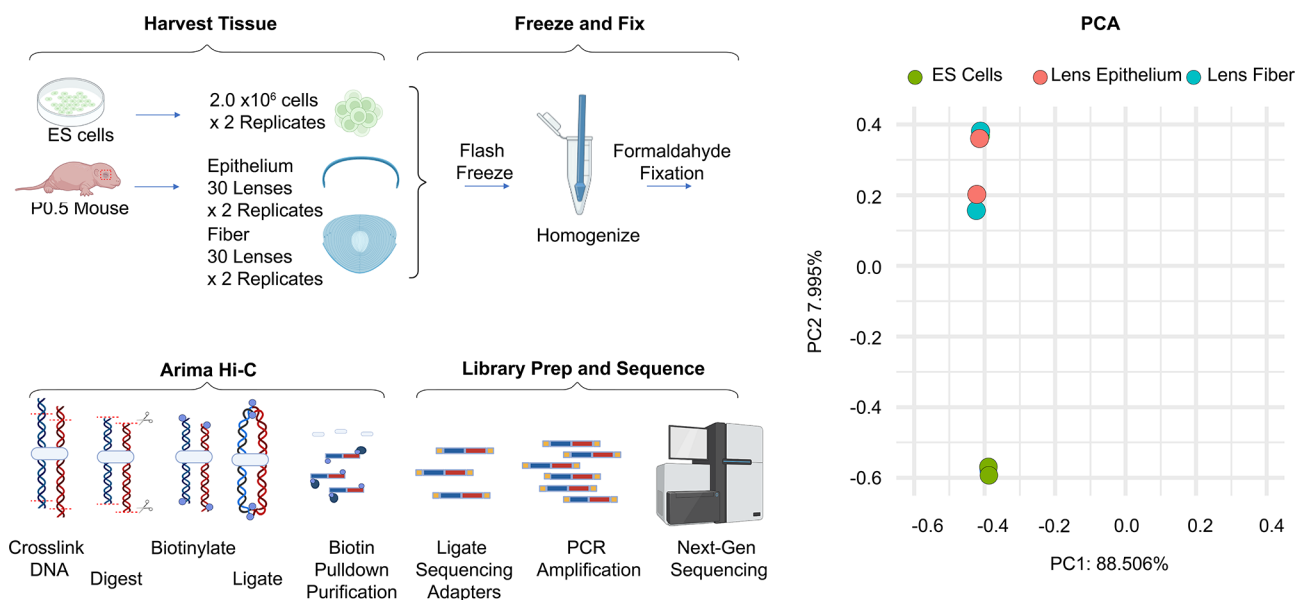 Harvest Tissue
Freeze and Fix
ES cells
2.0 x10⁶ cells
x 2 Replicates
P0.5 Mouse
Epithelium
30 Lenses
x 2 Replicates
Fiber
30 Lenses
x 2 Replicates
Flash
Freeze
Homogenize
Formaldahyde
Fixation
Arima Hi-C
Library Prep and Sequence
Crosslink
DNA
Digest
Biotinylate
Ligate
Biotin
Pulldown
Purification
Ligate
Sequencing
Adapters
PCR
Amplification
Next-Gen
Sequencing
PCA
ES Cells
Lens Epithelium
Lens Fiber
PC2 7.995%
0.4
0.2
0.0
-0.2
-0.4
-0.6
-0.6
-0.4
-0.2
0.0
0.2
0.4
PC1: 88.506%